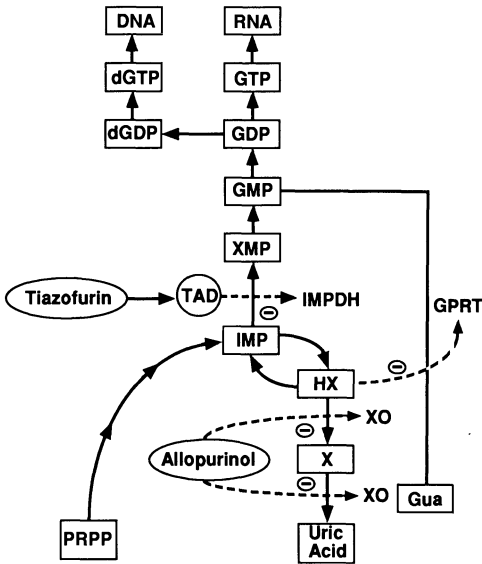 DNA
RNA
dGTP
GTP
dGDP
GDP
GMP
XMP
Tiazofurin
TAD
IMPDH
GPRT
⊖
IMP
⊖
HX
XO
⊖
Allopurinol
X
⊖
XO
Gua
PRPP
Uric
Acid